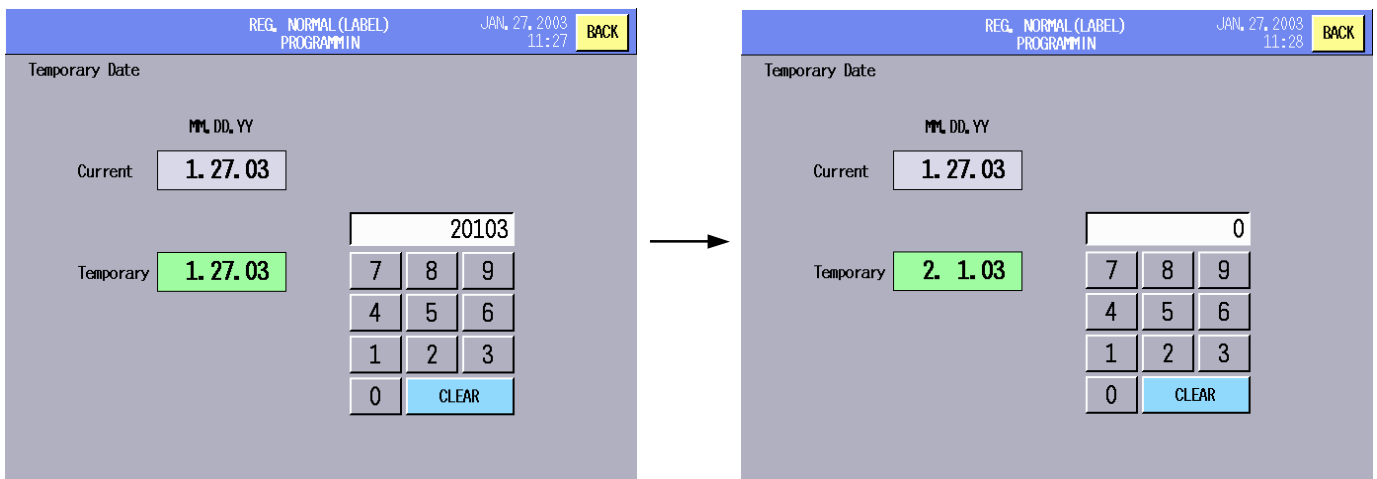 REG. NORMAL(LABEL) JAN,27,2003
PROGRAMMIN 11:27 BACK
Temporary Date
MM,DD,YY
Current 1.27.03
20103
Temporary 1.27.03
7 8 9
4 5 6
1 2 3
0 CLEAR
REG. NORMAL(LABEL) JAN,27,2003
PROGRAMMIN 11:28 BACK
Temporary Date
MM,DD,YY
Current 1.27.03
0
Temporary 2. 1.03
7 8 9
4 5 6
1 2 3
0 CLEAR